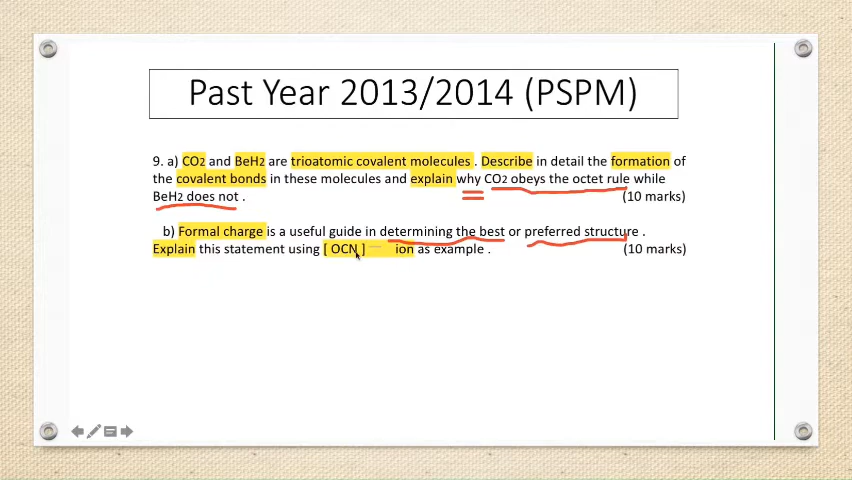 Past Year 2013/2014 (PSPM)
9. a) CO2 and BeH2 are trioatomic covalent molecules . Describe in detail the formation of
the covalent bonds in these molecules and explain why CO2 obeys the octet rule while
BeH2 does not . (10 marks)
b) Formal charge is a useful guide in determining the best or preferred structure .
Explain this statement using [ OCN ] — ion as example . (10 marks)